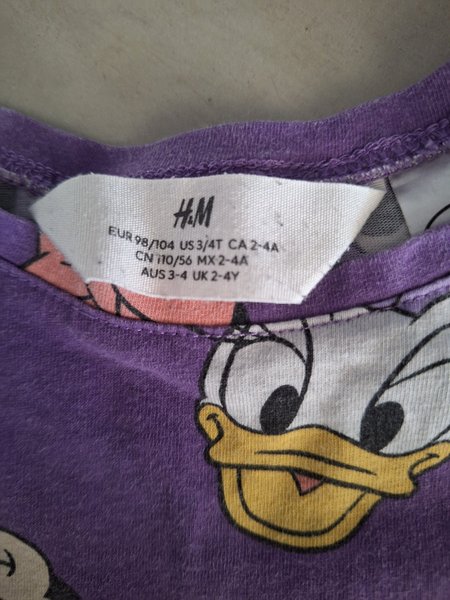 H&M
EUR 98/104 US 3/4T CA 2-4A
CN 110/56 MX 2-4A
AUS 3-4 UK 2-4Y